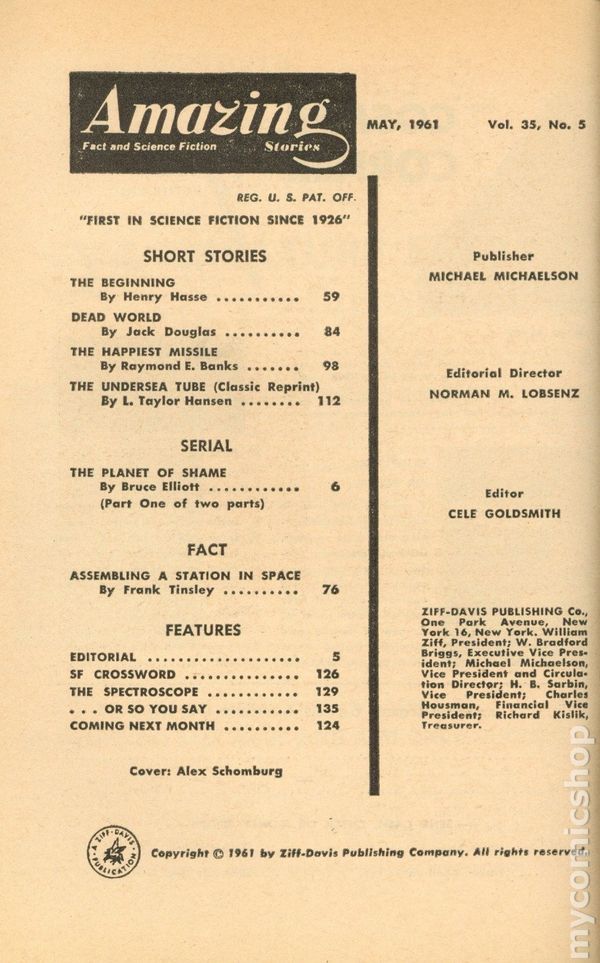 Amazing
Fact and Science Fiction Stories
MAY, 1961 Vol. 35, No. 5
REG. U. S. PAT. OFF.
"FIRST IN SCIENCE FICTION SINCE 1926"
SHORT STORIES
THE BEGINNING
By Henry Hasse ........... 59
DEAD WORLD
By Jack Douglas .......... 84
THE HAPPIEST MISSILE
By Raymond E. Banks ....... 98
THE UNDERSEA TUBE (Classic Reprint)
By L. Taylor Hansen ........ 112
SERIAL
THE PLANET OF SHAME
By Bruce Elliott ............ 6
(Part One of two parts)
FACT
ASSEMBLING A STATION IN SPACE
By Frank Tinsley .......... 76
FEATURES
EDITORIAL .................... 5
SF CROSSWORD ............... 126
THE SPECTROSCOPE ............ 129
. . . OR SO YOU SAY ........... 135
COMING NEXT MONTH .......... 124
Cover: Alex Schomburg
Publisher
MICHAEL MICHAELSON
Editorial Director
NORMAN M. LOBSENZ
Editor
CELE GOLDSMITH
ZIFF-DAVIS PUBLISHING Co.,
One Park Avenue, New
York 16, New York. William
Ziff, President; W. Bradford
Briggs, Executive Vice Pres-
ident; Michael Michaelson,
Vice President and Circula-
tion Director; H. B. Sarbin,
Vice President; Charles
Housman, Financial Vice
President; Richard Kislik,
Treasurer.
A ZIFF-DAVIS PUBLICATION
Copyright © 1961 by Ziff-Davis Publishing Company. All rights reserved.
mycomicshop